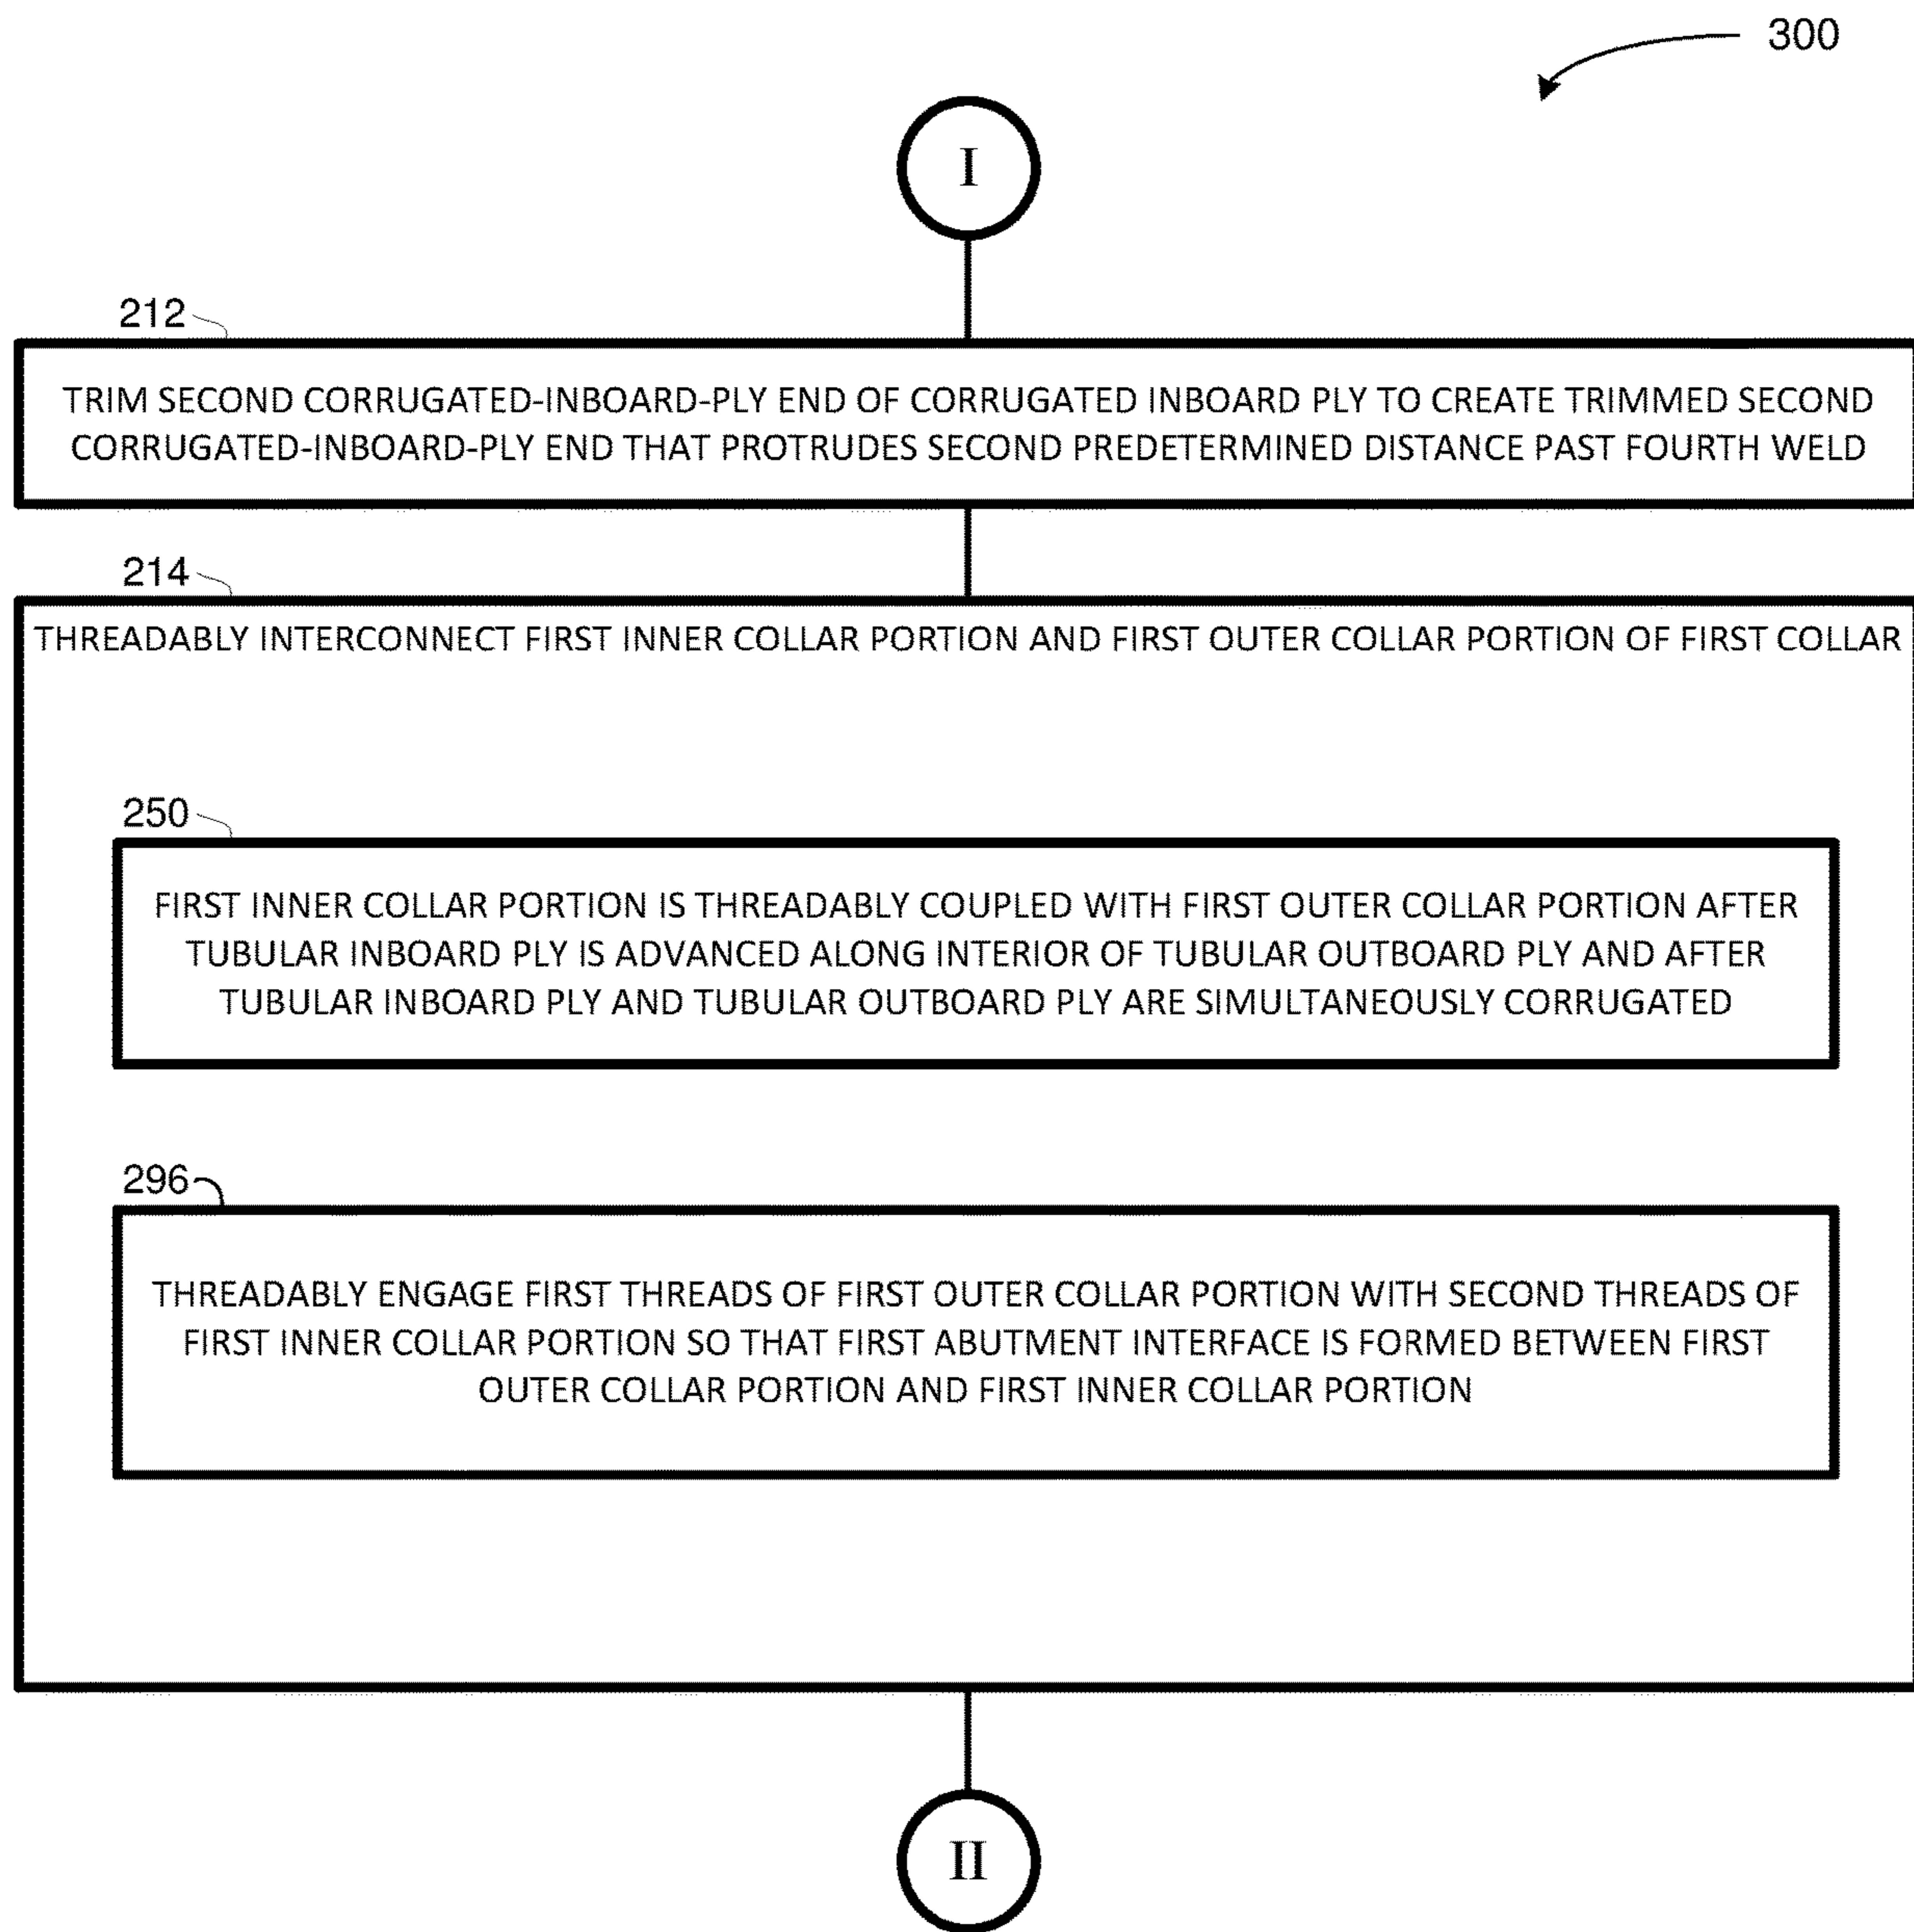 300
I
212
TRIM SECOND CORRUGATED-INBOARD-PLY END OF CORRUGATED INBOARD PLY TO CREATE TRIMMED SECOND
CORRUGATED-INBOARD-PLY END THAT PROTRUDES SECOND PREDETERMINED DISTANCE PAST FOURTH WELD
214
THREADABLY INTERCONNECT FIRST INNER COLLAR PORTION AND FIRST OUTER COLLAR PORTION OF FIRST COLLAR
250
FIRST INNER COLLAR PORTION IS THREADABLY COUPLED WITH FIRST OUTER COLLAR PORTION AFTER
TUBULAR INBOARD PLY IS ADVANCED ALONG INTERIOR OF TUBULAR OUTBOARD PLY AND AFTER
TUBULAR INBOARD PLY AND TUBULAR OUTBOARD PLY ARE SIMULTANEOUSLY CORRUGATED
296
THREADABLY ENGAGE FIRST THREADS OF FIRST OUTER COLLAR PORTION WITH SECOND THREADS OF
FIRST INNER COLLAR PORTION SO THAT FIRST ABUTMENT INTERFACE IS FORMED BETWEEN FIRST
OUTER COLLAR PORTION AND FIRST INNER COLLAR PORTION
II